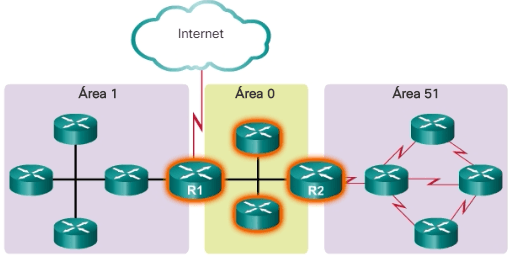 Internet
Área 1
Área 0
Área 51
R1
R2